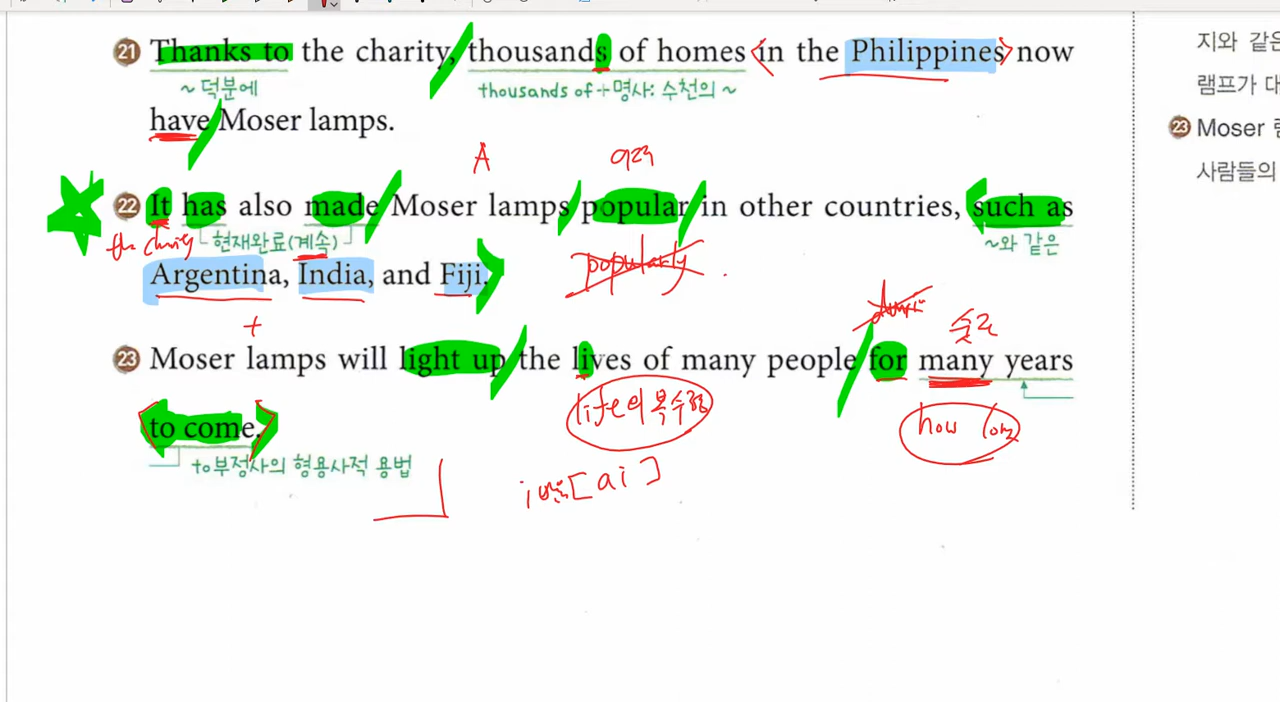 21 Thanks to the charity, thousands of homes in the Philippines now
~ 덕분에
thousands of + 명사: 수천의 ~
have Moser lamps.
A
22 It has also made Moser lamps popular in other countries, such as
the charity
현재완료(계속)
popularly
~와 같은
Argentina, India, and Fiji.
23 Moser lamps will light up the lives of many people for many years
life의 복수형
how long
to come.
to부정사의 형용사적 용법
i 발음 [ai]
지와 같은
램프가 대
23 Moser 램
사람들의